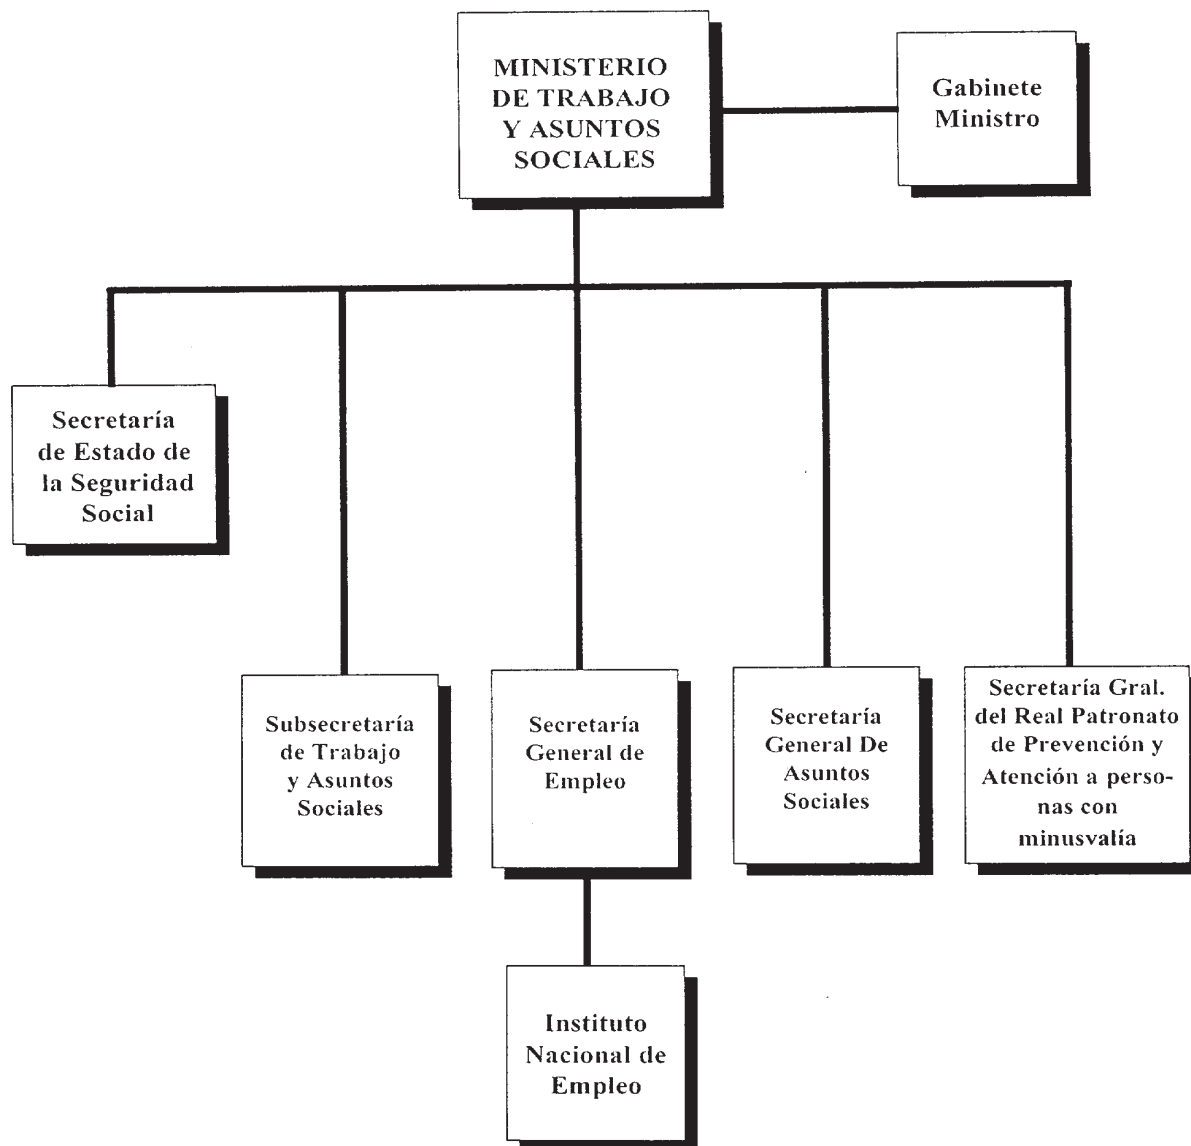 MINISTERIO
DE TRABAJO
Y ASUNTOS
SOCIALES
Gabinete
Ministro
Secretaría
de Estado de
la Seguridad
Social
Subsecretaría
de Trabajo
y Asuntos
Sociales
Secretaría
General de
Empleo
Secretaría
General De
Asuntos
Sociales
Secretaría Gral.
del Real Patronato
de Prevención y
Atención a perso-
nas con
minusvalía
Instituto
Nacional de
Empleo